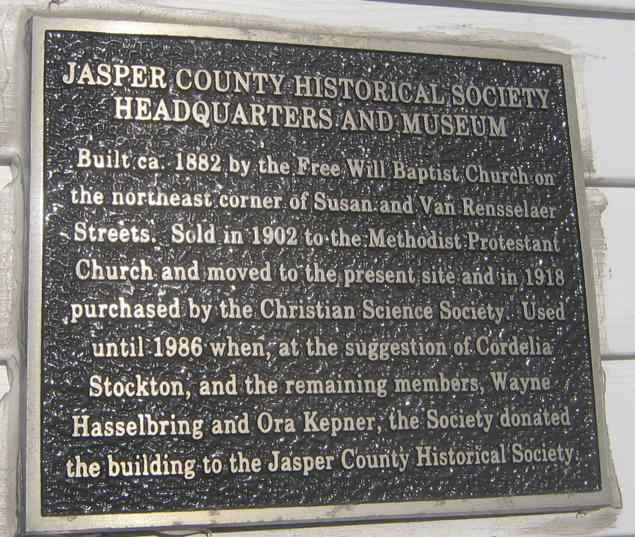 JASPER COUNTY HISTORICAL SOCIETY
HEADQUARTERS AND MUSEUM
Built ca. 1882 by the Free Will Baptist Church on
the northeast corner of Susan and Van Rensselaer
Streets. Sold in 1902 to the Methodist Protestant
Church and moved to the present site and in 1918
purchased by the Christian Science Society. Used
until 1986 when, at the suggestion of Cordelia
Stockton, and the remaining members, Wayne
Hasselbring and Ora Kepner, the Society donated
the building to the Jasper County Historical Society.